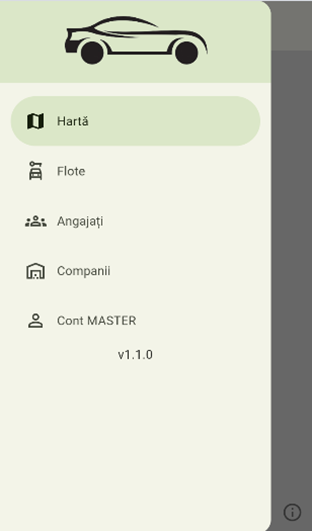 Hartă
Flote
Angajați
Companii
Cont MASTER
v1.1.0